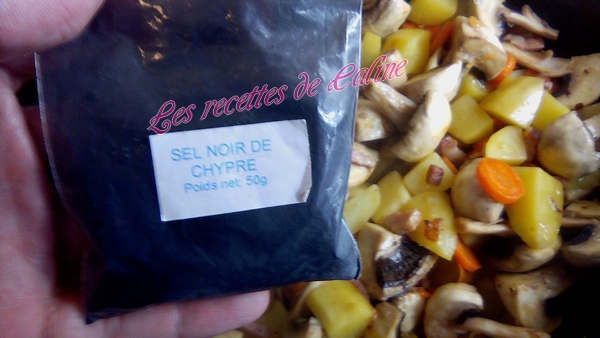 Les recettes de Caline
SEL NOIR DE
CHYPRE
Poids net: 50g